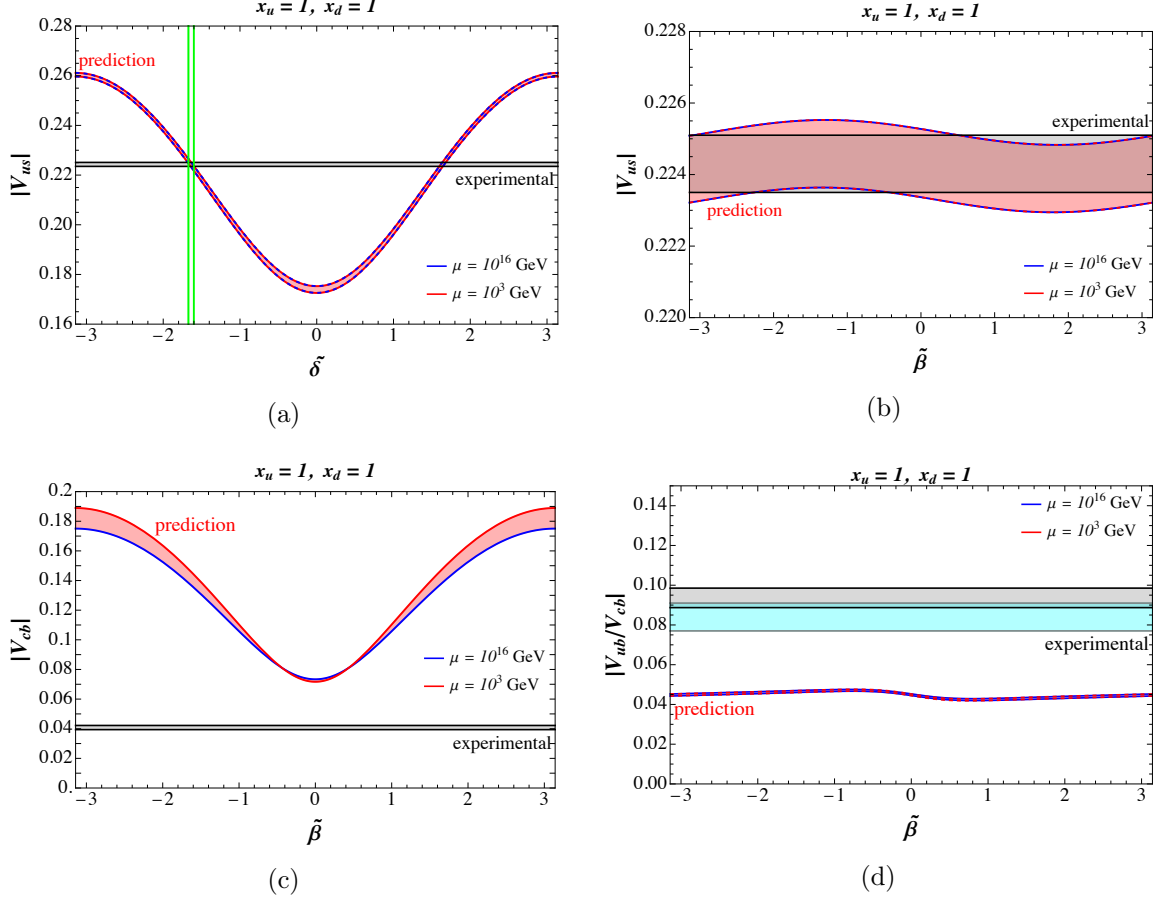 x_u = 1, x_d = 1
|V_us|
0.28
0.26
0.24
0.22
0.20
0.18
0.16
prediction
experimental
μ = 10^16 GeV
μ = 10^3 GeV
−3 −2 −1 0 1 2 3
δ̃
(a)
x_u = 1, x_d = 1
|V_us|
0.228
0.226
0.224
0.222
0.220
experimental
prediction
μ = 10^16 GeV
μ = 10^3 GeV
−3 −2 −1 0 1 2 3
β̃
(b)
x_u = 1, x_d = 1
|V_cb|
0.2
0.18
0.16
0.14
0.12
0.10
0.08
0.06
0.04
0.02
0.
prediction
μ = 10^16 GeV
μ = 10^3 GeV
experimental
−3 −2 −1 0 1 2 3
β̃
(c)
x_u = 1, x_d = 1
|V_ub/V_cb|
0.14
0.12
0.10
0.08
0.06
0.04
0.02
0.00
μ = 10^16 GeV
μ = 10^3 GeV
experimental
prediction
−3 −2 −1 0 1 2 3
β̃
(d)